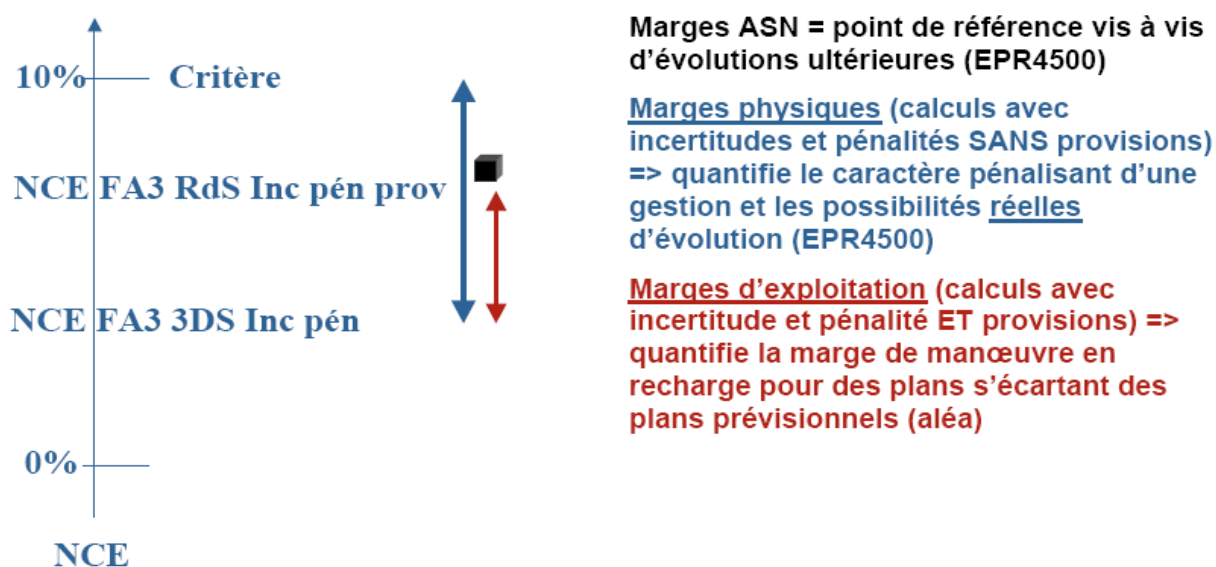 10%
Critère
NCE FA3 RdS Inc pén prov
NCE FA3 3DS Inc pén
0%
NCE
Marges ASN = point de référence vis à vis
d’évolutions ultérieures (EPR4500)
Marges physiques (calculs avec
incertitudes et pénalités SANS provisions)
=> quantifie le caractère pénalisant d’une
gestion et les possibilités réelles
d’évolution (EPR4500)
Marges d’exploitation (calculs avec
incertitude et pénalité ET provisions) =>
quantifie la marge de manœuvre en
recharge pour des plans s’écartant des
plans prévisionnels (aléa)